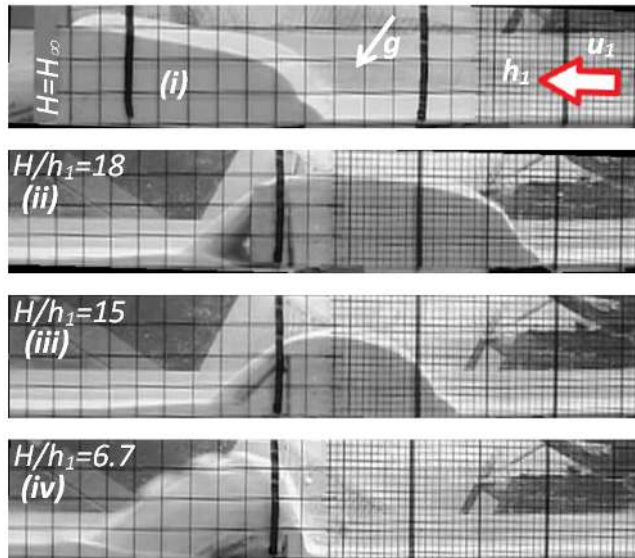 H=H∞
(i)
g
h₁
u₁
H/h₁=18
(ii)
H/h₁=15
(iii)
H/h₁=6.7
(iv)